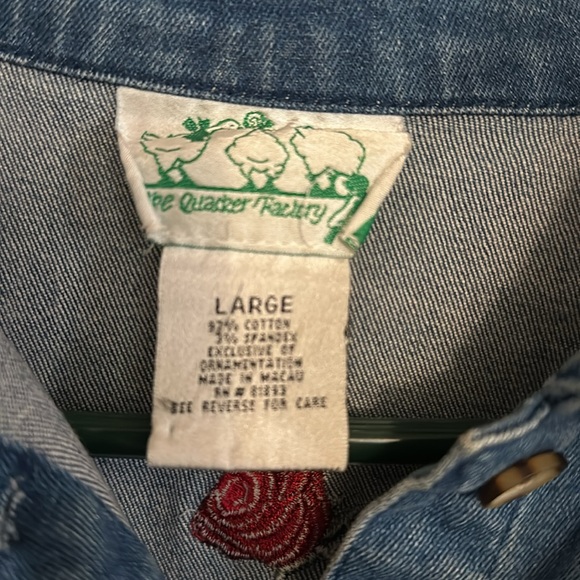 The Quacker Factory
LARGE
97% COTTON
3% SPANDEX
EXCLUSIVE OF
ORNAMENTATION
MADE IN MACAU
RN # 81893
SEE REVERSE FOR CARE